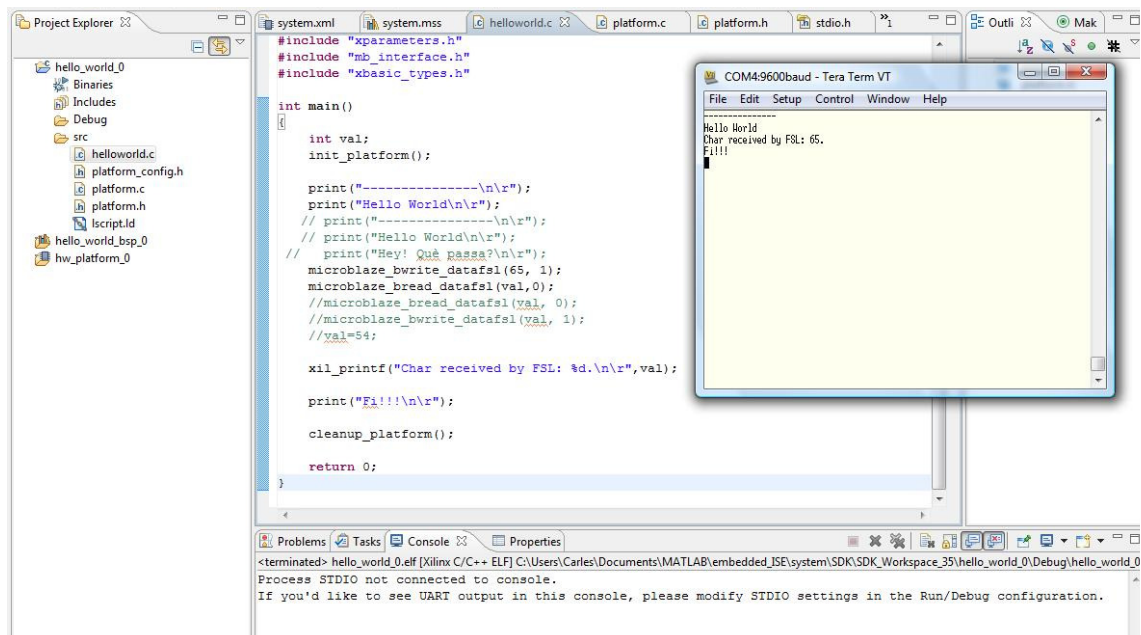 Project Explorer
hello_world_0
Binaries
Includes
Debug
src
helloworld.c
platform_config.h
platform.c
platform.h
lscript.ld
hello_world_bsp_0
hw_platform_0
system.xml
system.mss
helloworld.c
platform.c
platform.h
stdio.h
»1
#include "xparameters.h"
#include "mb_interface.h"
#include "xbasic_types.h"
int main()
{
int val;
init_platform();
print("---------------\n\r");
print("Hello World\n\r");
// print("---------------\n\r");
// print("Hello World\n\r");
// print("Hey! Què passa?\n\r");
microblaze_bwrite_datafsl(65, 1);
microblaze_bread_datafsl(val,0);
//microblaze_bread_datafsl(val, 0);
//microblaze_bwrite_datafsl(val, 1);
//val=54;
xil_printf("Char received by FSL: %d.\n\r",val);
print("Fi!!!\n\r");
cleanup_platform();
return 0;
}
Outli
Mak
COM4:9600baud - Tera Term VT
File Edit Setup Control Window Help
---------------
Hello World
Char received by FSL: 65.
Fi!!!
Problems Tasks Console Properties
<terminated> hello_world_0.elf [Xilinx C/C++ ELF] C:\Users\Carles\Documents\MATLAB\embedded_ISE\system\SDK\SDK_Workspace_35\hello_world_0\Debug\hello_world_0
Process STDIO not connected to console.
If you'd like to see UART output in this console, please modify STDIO settings in the Run/Debug configuration.